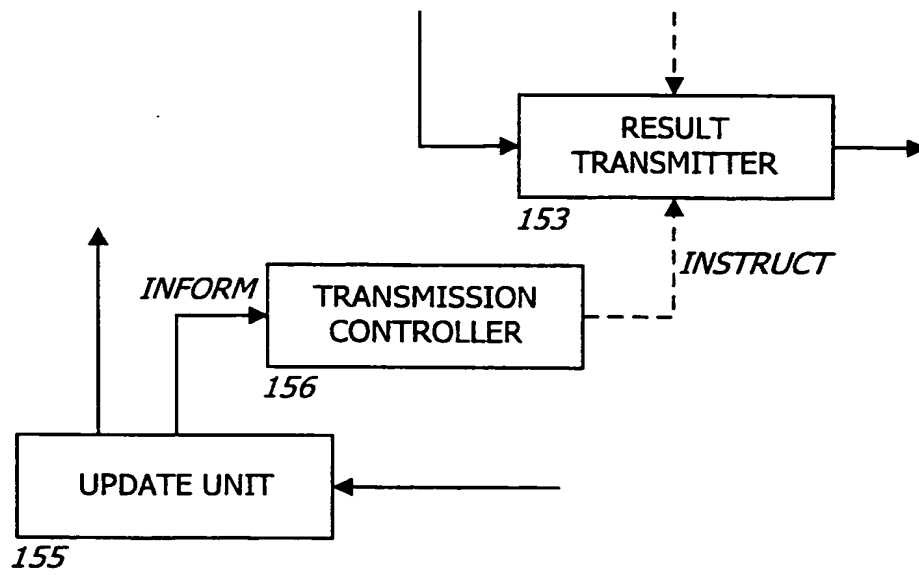 RESULT
TRANSMITTER
153
INSTRUCT
INFORM
TRANSMISSION
CONTROLLER
156
UPDATE UNIT
155